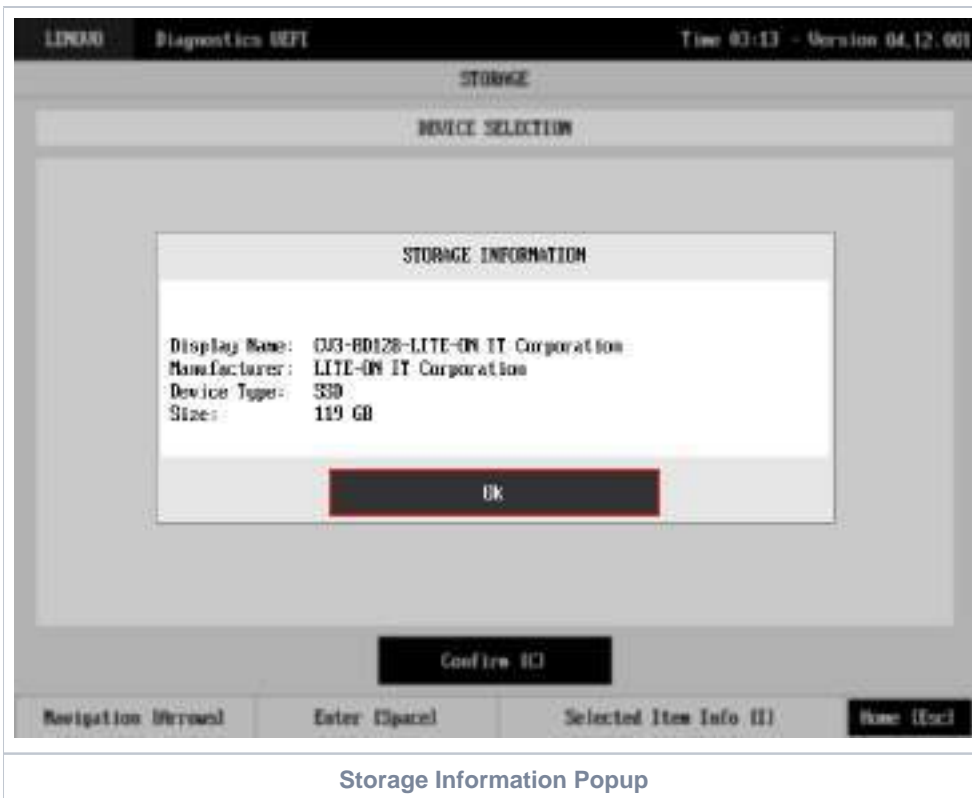 LENOVO Diagnostics UEFI Time 03:13 - Version 04.12.001
STORAGE
DEVICE SELECTION
STORAGE INFORMATION
Display Name: CV3-8D128-LITE-ON IT Corporation
Manufacturer: LITE-ON IT Corporation
Device Type: SSD
Size: 119 GB
Ok
Confirm [C]
Navigation [Arrows] Enter [Space] Selected Item Info [I] Home [Esc]
Storage Information Popup